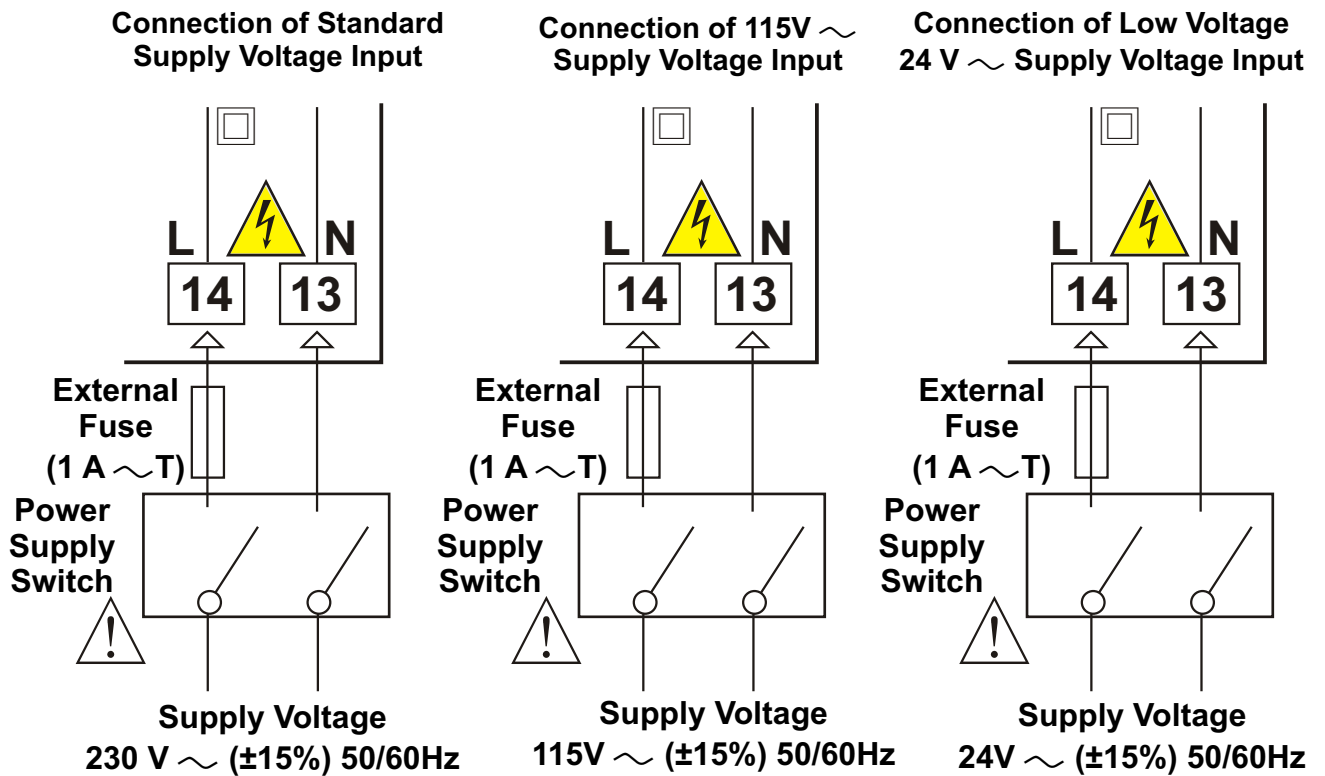 Connection of Standard
Supply Voltage Input
L
N
14
13
External
Fuse
(1 A ~ T)
Power
Supply
Switch
!
Supply Voltage
230 V ~ (±15%) 50/60Hz
Connection of 115V ~
Supply Voltage Input
L
N
14
13
External
Fuse
(1 A ~ T)
Power
Supply
Switch
!
Supply Voltage
115V ~ (±15%) 50/60Hz
Connection of Low Voltage
24 V ~ Supply Voltage Input
L
N
14
13
External
Fuse
(1 A ~ T)
Power
Supply
Switch
!
Supply Voltage
24V ~ (±15%) 50/60Hz